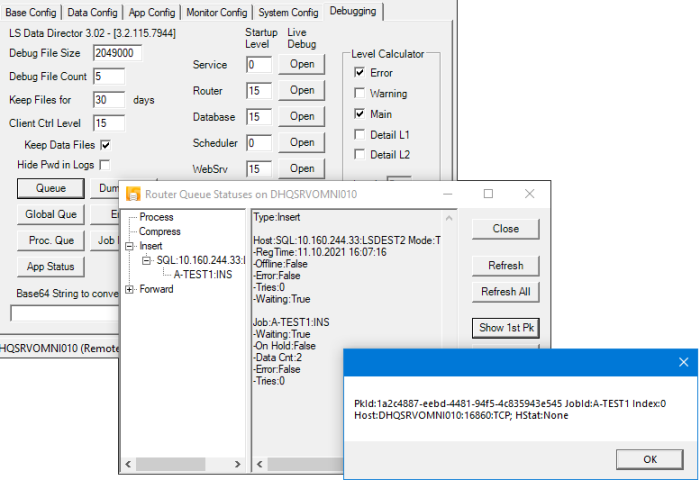 Base Config
Data Config
App Config
Monitor Config
System Config
Debugging
LS Data Director 3.02 - [3.2.115.7944]
Debug File Size 2049000
Debug File Count 5
Keep Files for 30 days
Client Ctrl Level 15
Keep Data Files
Hide Pwd in Logs
Queue
Global Que
Proc. Que
App Status
Base64 String to conve
HQSRVOMNI010 (Remote
Startup Level
Live Debug
Service 0 Open
Router 15 Open
Database 15 Open
Scheduler 0 Open
WebSrv 15 Open
Level Calculator
Error
Warning
Main
Detail L1
Detail L2
Router Queue Statuses on DHQSRVOMNI010
Process
Compress
Insert
SQL:10.160.244.33:
A-TEST1:INS
Forward
Type:Insert
Host:SQL:10.160.244.33:LSDEST2 Mode:T
-RegTime:11.10.2021 16:07:16
-Offline:False
-Error:False
-Tries:0
-Waiting:True
Job:A-TEST1:INS
-Waiting:True
-On Hold:False
-Data Cnt:2
-Error:False
-Tries:0
Close
Refresh
Refresh All
Show 1st Pk
PkId:1a2c4887-eebd-4481-94f5-4c835943e545 JobId:A-TEST1 Index:0
Host:DHQSRVOMNI010:16860:TCP; HStat:None
OK